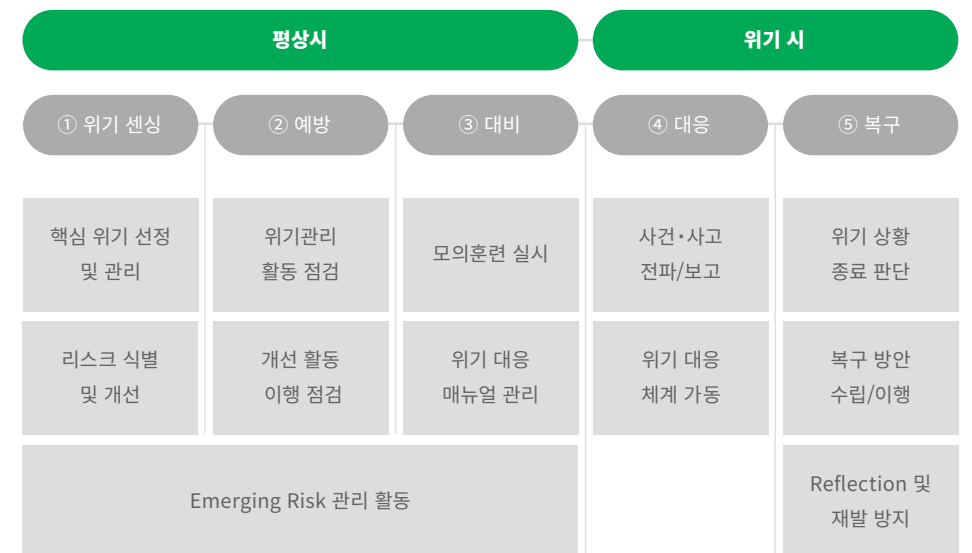 평상시
위기 시
① 위기 센싱
② 예방
③ 대비
④ 대응
⑤ 복구
핵심 위기 선정
및 관리
위기관리
활동 점검
모의훈련 실시
사건·사고
전파/보고
위기 상황
종료 판단
리스크 식별
및 개선
개선 활동
이행 점검
위기 대응
매뉴얼 관리
위기 대응
체계 가동
복구 방안
수립/이행
Emerging Risk 관리 활동
Reflection 및
재발 방지